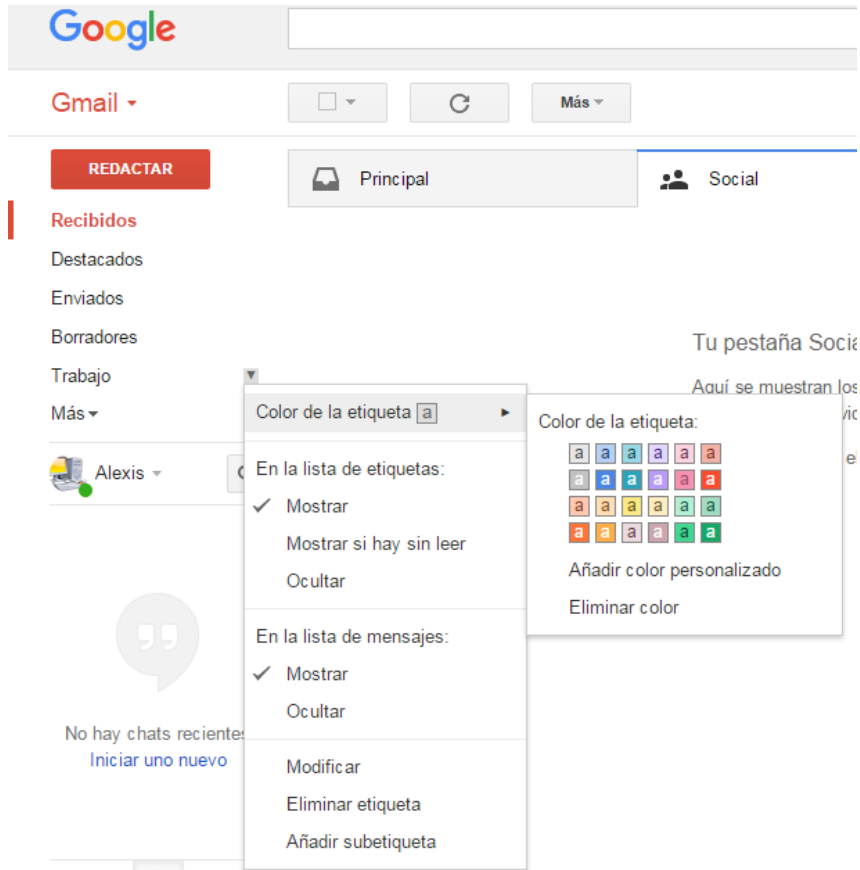 Google
Gmail
Más
REDACTAR
Principal
Social
Recibidos
Destacados
Enviados
Borradores
Trabajo
Más
Tu pestaña
Aquí se muestran los
Alexis
No hay chats
Iniciar uno nuevo
Color de la etiqueta a
En la lista de etiquetas:
Mostrar
Mostrar si hay sin leer
Ocultar
En la lista de mensajes:
Mostrar
Ocultar
Modificar
Eliminar etiqueta
Añadir subetiqueta
Color de la etiqueta:
a a a a a a
a a a a a a
a a a a a a
a a a a a a
Añadir color personalizado
Eliminar color